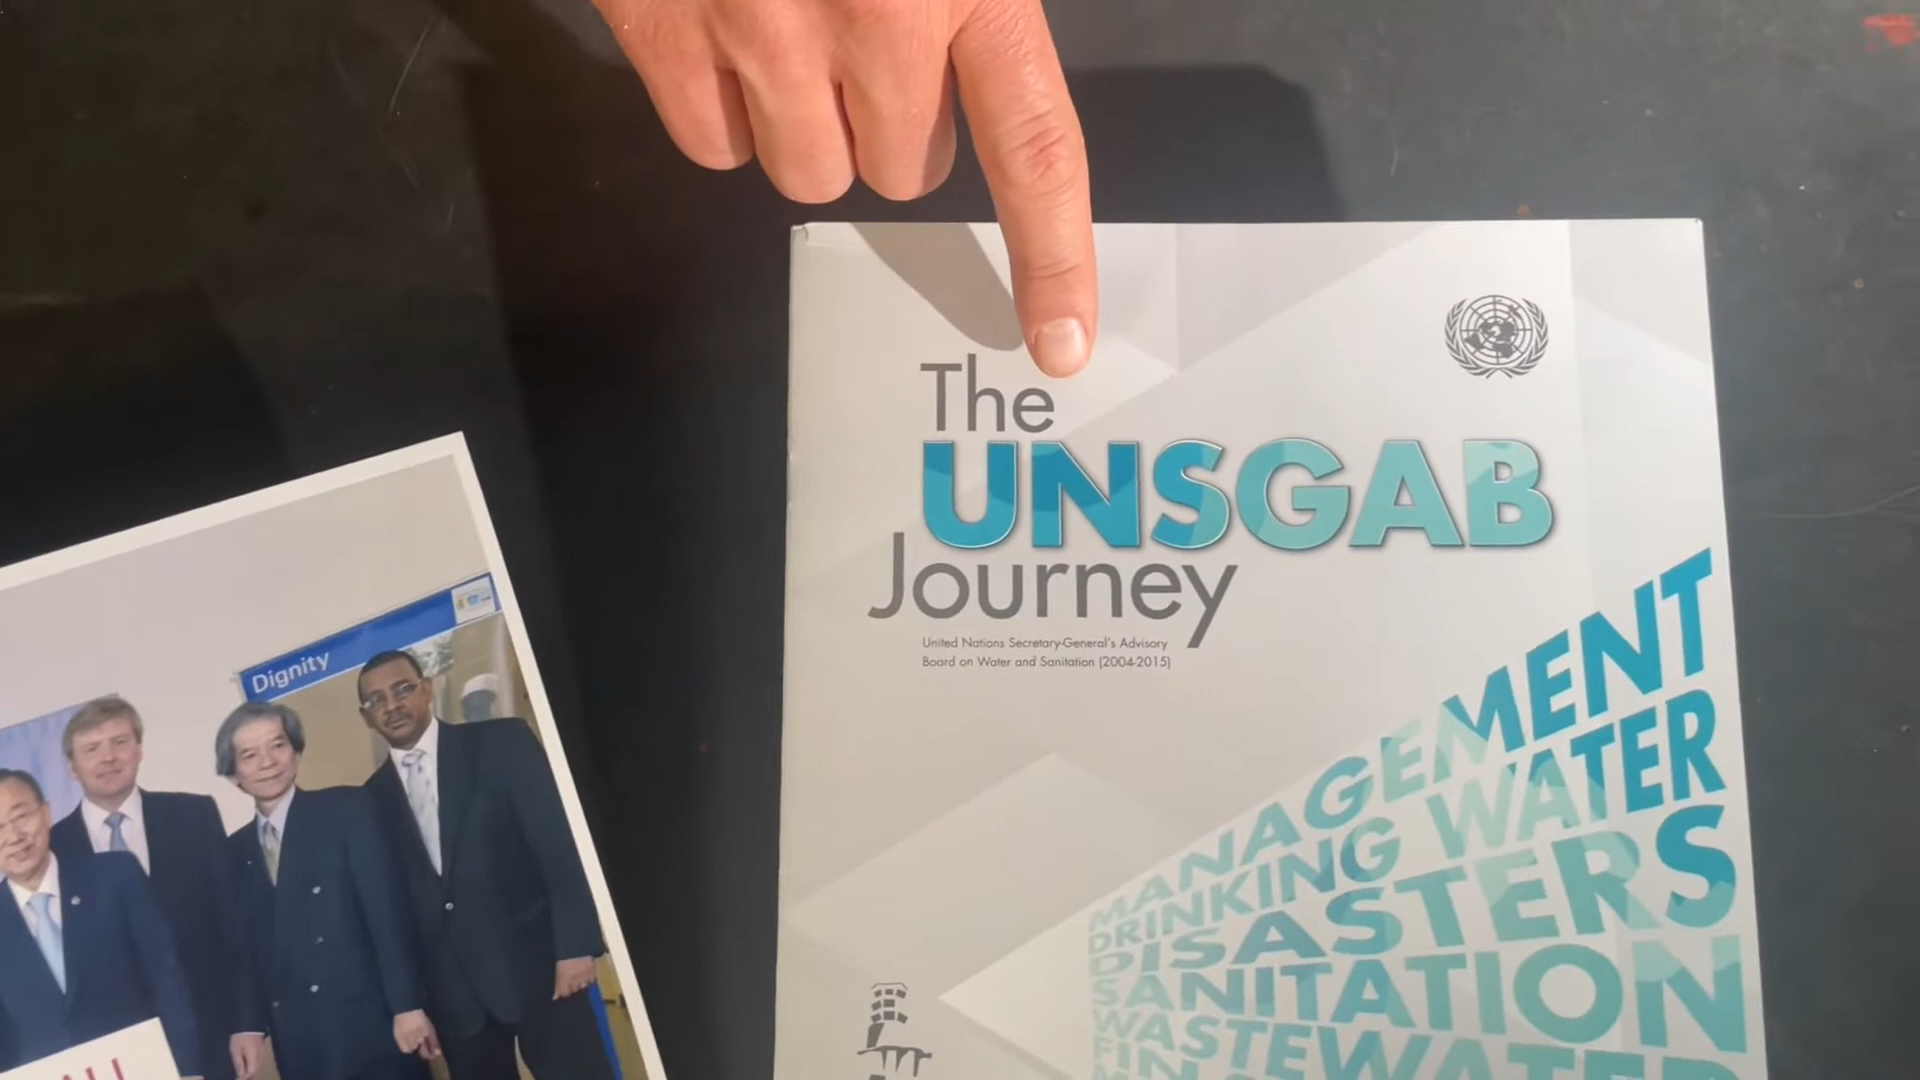 The
UNSGAB
Journey
United Nations Secretary-General's Advisory
Board on Water and Sanitation (2004-2015)
MANAGEMENT
DRINKING WATER
DISASTERS
SANITATION
WASTEWATER
Dignity